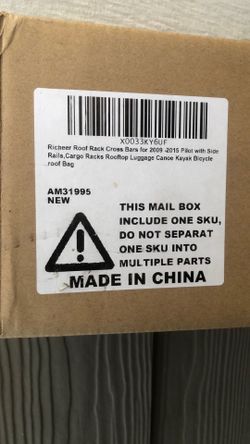 X0033KY6UF
Richeer Roof Rack Cross Bars for 2009 -2015 Pilot with Side
Rails,Cargo Racks Rooftop Luggage Canoe Kayak Bicycle
roof Bag
AM31995
NEW
THIS MAIL BOX
INCLUDE ONE SKU,
DO NOT SEPARAT
ONE SKU INTO
MULTIPLE PARTS
MADE IN CHINA